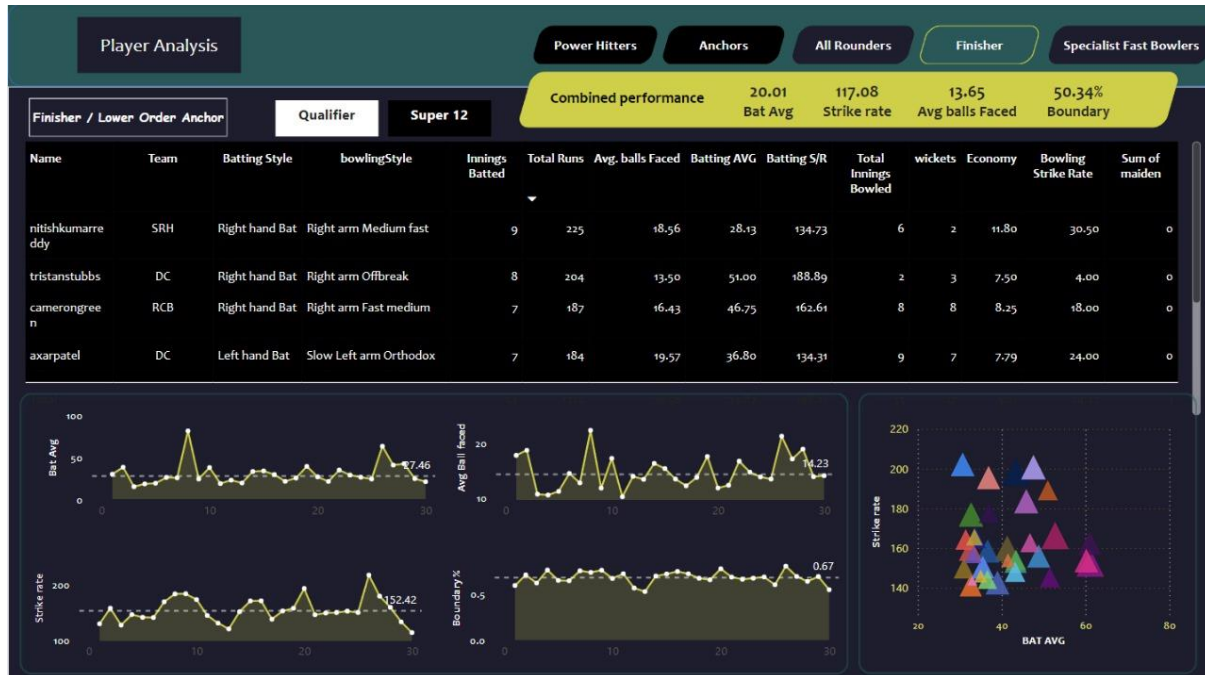 Player Analysis
Power Hitters
Anchors
All Rounders
Finisher
Specialist Fast Bowlers
Combined performance
20.01 117.08 13.65 50.34%
Bat Avg Strike rate Avg balls Faced Boundary
Finisher / Lower Order Anchor
Qualifier
Super 12
Name Team Batting Style bowlingStyle Innings Batted Total Runs Avg. balls Faced Batting AVG Batting S/R Total Innings Bowled wickets Economy Bowling Strike Rate Sum of maiden
nitishkumarre
ddy SRH Right hand Bat Right arm Medium fast 9 225 18.56 28.13 134.73 6 2 11.80 30.50 0
tristanstubbs DC Right hand Bat Right arm Offbreak 8 204 13.50 51.00 188.89 2 3 7.50 4.00 0
camerongree
n RCB Right hand Bat Right arm Fast medium 7 187 16.43 46.75 162.61 8 8 8.25 18.00 0
axarpatel DC Left hand Bat Slow Left arm Orthodox 7 184 19.57 36.80 134.31 9 7 7.79 24.00 0
Bat Avg
100
50
0
27.46
0 10 20 30
Avg Ball faced
20
10
14.23
0 10 20 30
Strike rate
200
100
152.42
0 10 20 30
Boundary %
0.5
0.0
0.67
0 10 20 30
Strike rate
220
200
180
160
140
20 40 60 80
BAT AVG